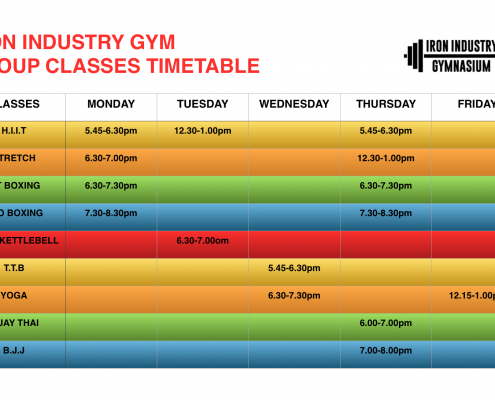 ON INDUSTRY GYM
OUP CLASSES TIMETABLE
IRON INDUSTRY
GYMNASIUM
LASSES MONDAY TUESDAY WEDNESDAY THURSDAY FRIDAY
H.I.I.T 5.45-6.30pm 12.30-1.00pm 5.45-6.30pm
TRETCH 6.30-7.00pm 12.30-1.00pm
T BOXING 6.30-7.30pm 6.30-7.30pm
O BOXING 7.30-8.30pm 7.30-8.30pm
KETTLEBELL 6.30-7.00om
T.T.B 5.45-6.30pm
YOGA 6.30-7.30pm 12.15-1.00p
UAY THAI 6.00-7.00pm
B.J.J 7.00-8.00pm